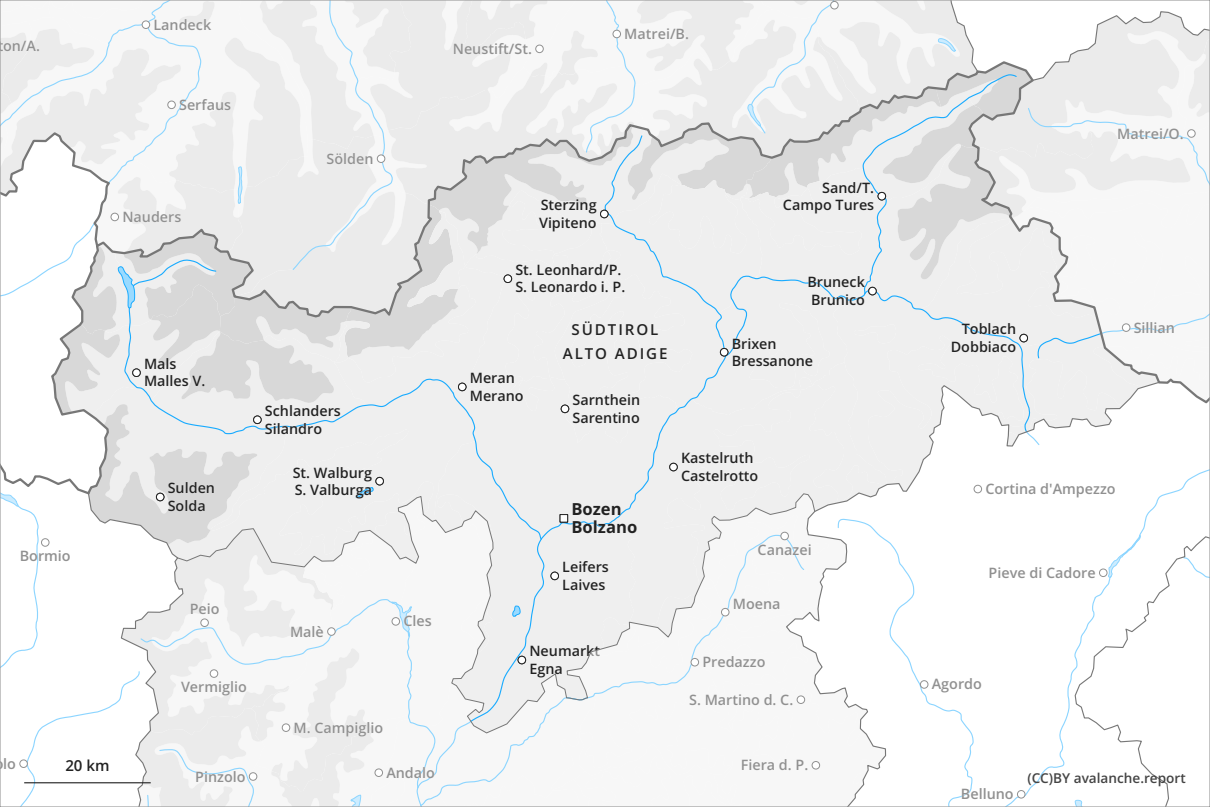 Landeck
Matrei/B.
ton/A.
Neustift/St.
Serfaus
Matrei/O.
Sölden
Sand/T.
Campo Tures
Nauders
Sterzing
Vipiteno
St. Leonhard/P.
S. Leonardo i. P.
Bruneck
Brunico
SÜDTIROL
ALTO ADIGE
Toblach
Dobbiaco
Sillian
Brixen
Bressanone
Mals
Malles V.
Meran
Merano
Schlanders
Silandro
Sarnthein
Sarentino
Kastelruth
Castelrotto
St. Walburg
S. Valburga
Sulden
Solda
Cortina d'Ampezzo
Bozen
Bolzano
Bormio
Canazei
Leifers
Laives
Pieve di Cadore
Peio
Moena
Malè
Cles
Neumarkt
Egna
Predazzo
Vermiglio
Agordo
S. Martino d. C.
M. Campiglio
olo
20 km
Pinzolo
Andalo
Fiera d. P.
(CC)BY avalanche.report
Belluno